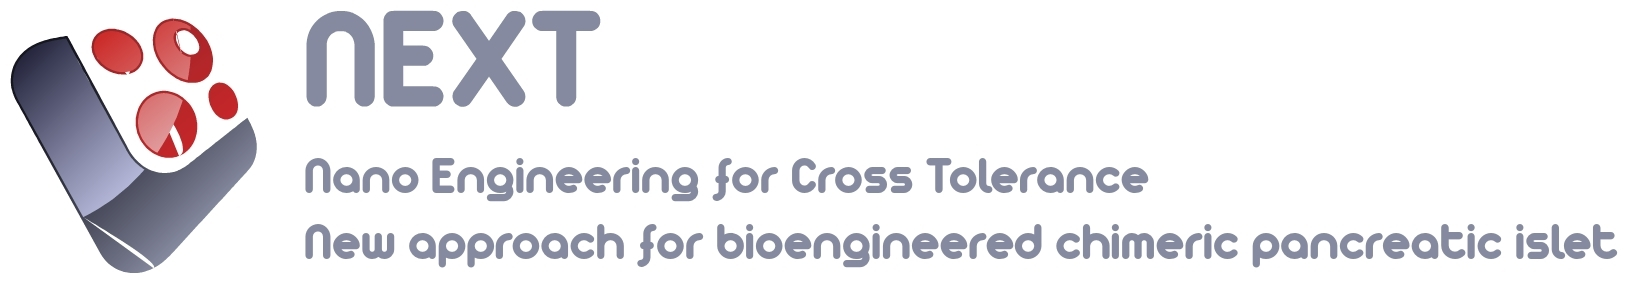 NEXT
Nano Engineering for Cross Tolerance
New approach for bioengineered chimeric pancreatic islet